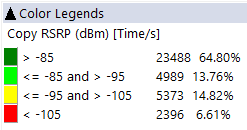 ▲ Color Legends
Copy RSRP (dBm) [Time/s]
> -85 23488 64.80%
<= -85 and > -95 4989 13.76%
<= -95 and > -105 5373 14.82%
< -105 2396 6.61%